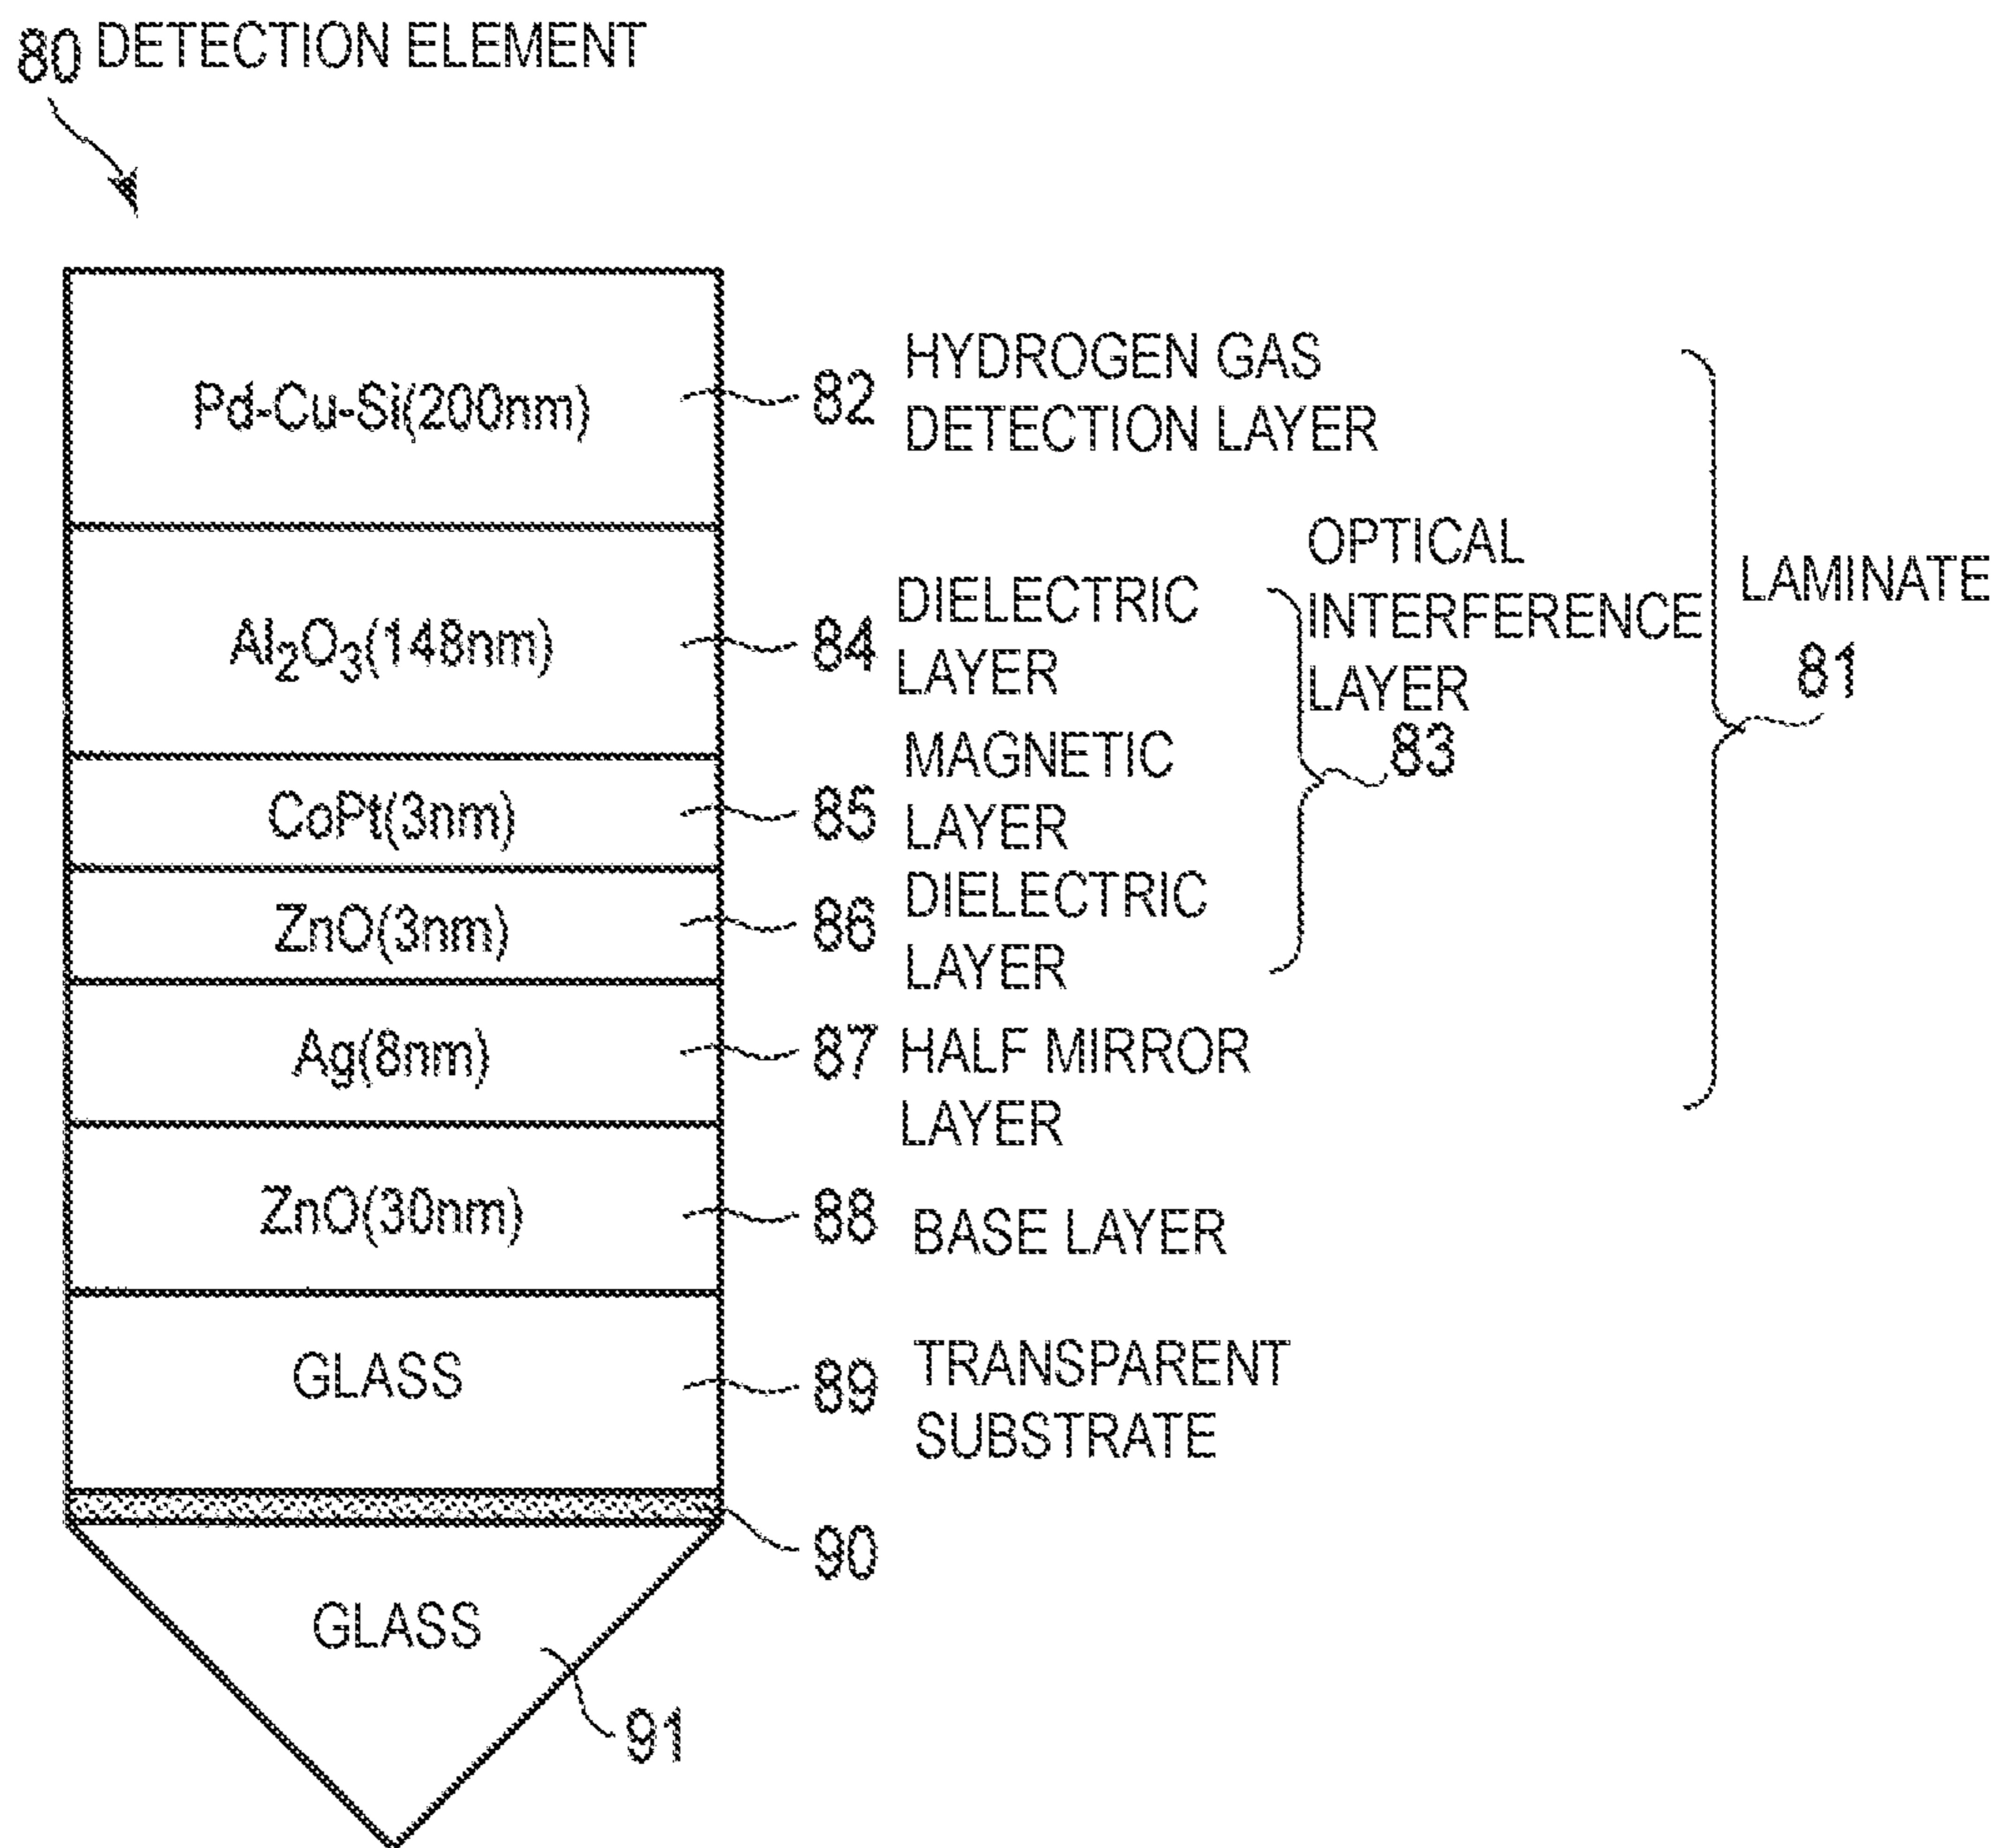 80 DETECTION ELEMENT
Pd-Cu-Si(200nm)
82
HYDROGEN GAS
DETECTION LAYER
Al₂O₃(148nm)
84
DIELECTRIC
LAYER
CoPt(3nm)
85
MAGNETIC
LAYER
ZnO(3nm)
86
DIELECTRIC
LAYER
OPTICAL
INTERFERENCE
LAYER
83
LAMINATE
81
Ag(8nm)
87
HALF MIRROR
LAYER
ZnO(30nm)
88
BASE LAYER
GLASS
89
TRANSPARENT
SUBSTRATE
90
GLASS
91